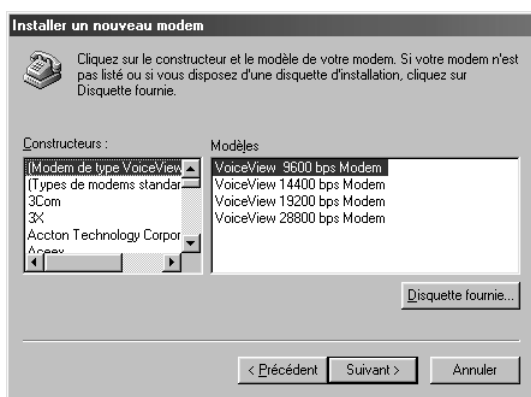 Installer un nouveau modem
Cliquez sur le constructeur et le modèle de votre modem. Si votre modem n'est
pas listé ou si vous disposez d'une disquette d'installation, cliquez sur
Disquette fournie.
Constructeurs :
(Modem de type VoiceView
(Types de modems standar
3Com
3X
Accton Technology Corpor
Aceex
Modèles
VoiceView 9600 bps Modem
VoiceView 14400 bps Modem
VoiceView 19200 bps Modem
VoiceView 28800 bps Modem
Disquette fournie...
< Précédent
Suivant >
Annuler